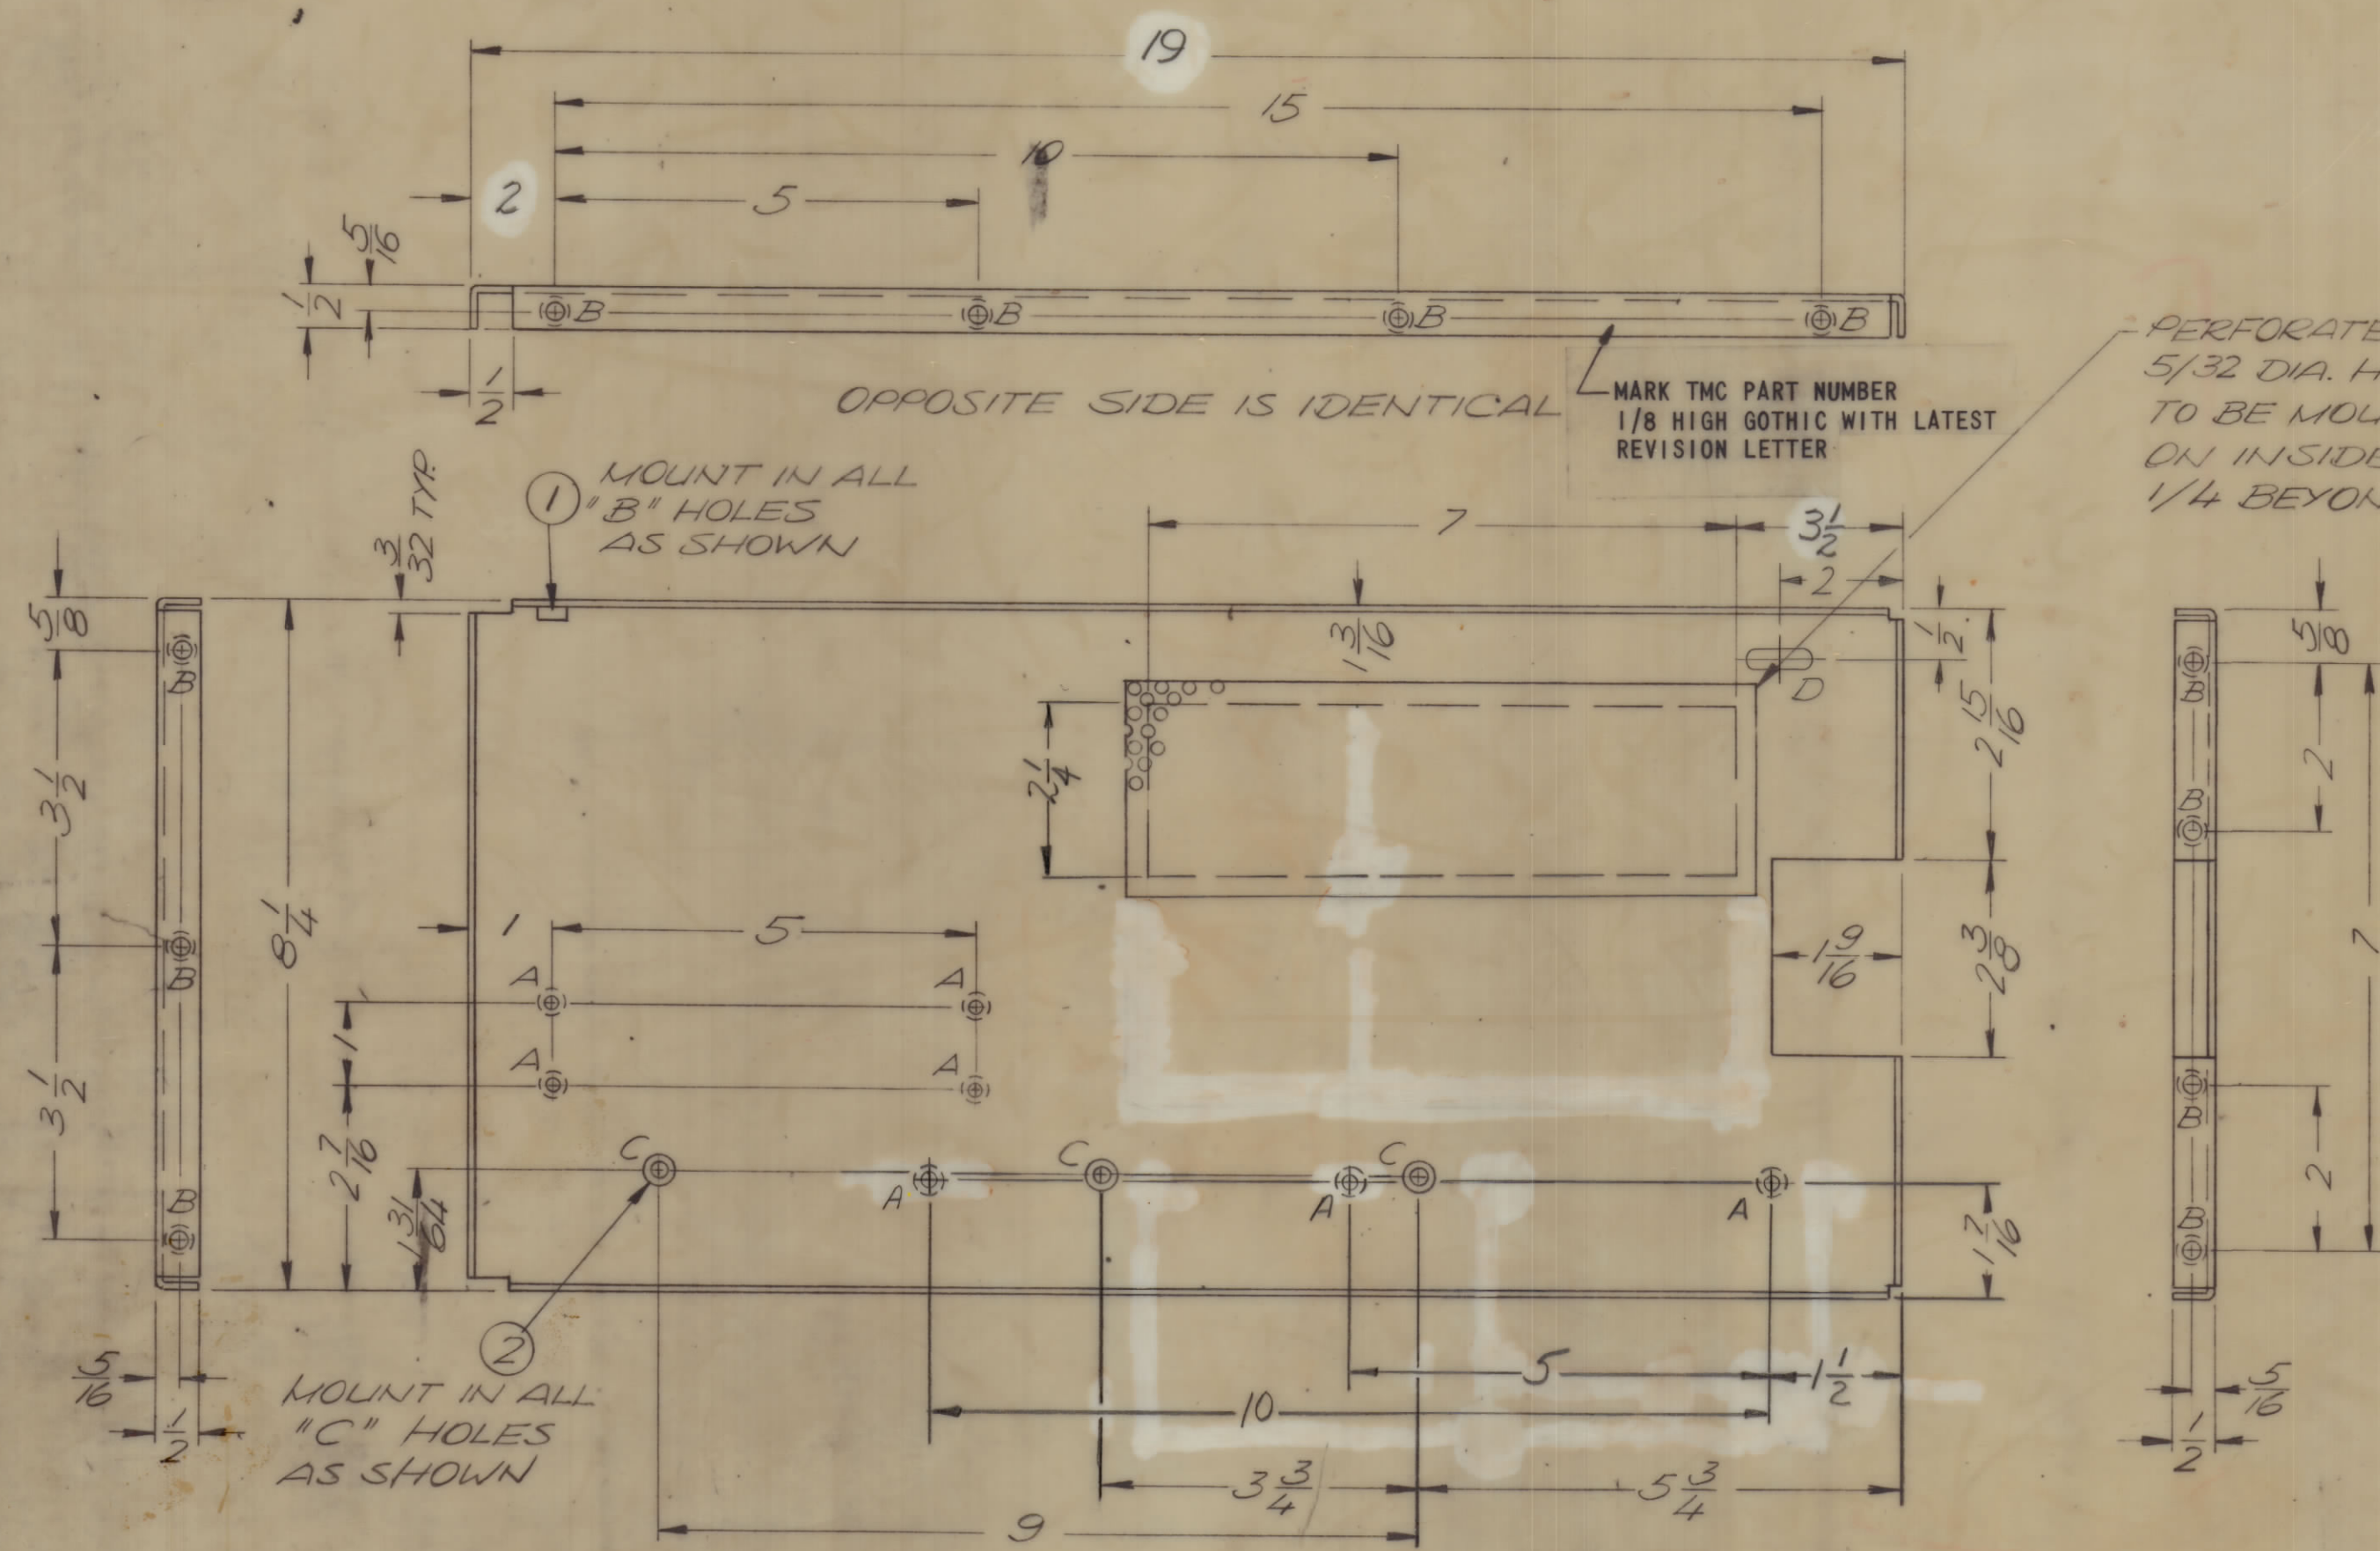 19
15
10
2
5
5/16
1/2
B B B B
1/2
OPPOSITE SIDE IS IDENTICAL
MARK TMC PART NUMBER
1/8 HIGH GOTHIC WITH LATEST
REVISION LETTER
PERFORATE
5/32 DIA. H
TO BE MOU
ON INSIDE
1/4 BEYON
3/32 TYP.
1 MOUNT IN ALL
"B" HOLES
AS SHOWN
7
3 1/2
2
5/8
B
3 1/2
B
3 1/2
B
5/16
1/2
8 1/4
1 3/16
1/2
D
2 15/16
2 1/4
1
5
A A
A A
1
2 7/16
1 31/64
1 9/16
2 3/8
C A C A C A
1 7/16
2
MOUNT IN ALL
"C" HOLES
AS SHOWN
5
1 1/2
10
3 3/4
5 3/4
9
5/8
B
2
B
7
B
2
B
5/16
1/2